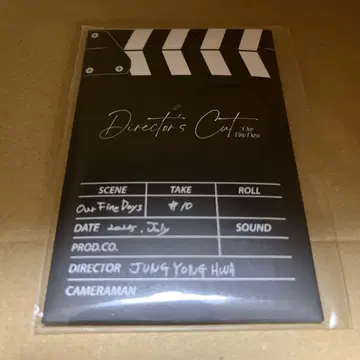 Director's Cut :Our Fine Days
SCENE TAKE ROLL
Our Fine Days #10
DATE 2025. July SOUND
PROD.CO.
DIRECTOR JUNG YONG HWA
CAMERAMAN